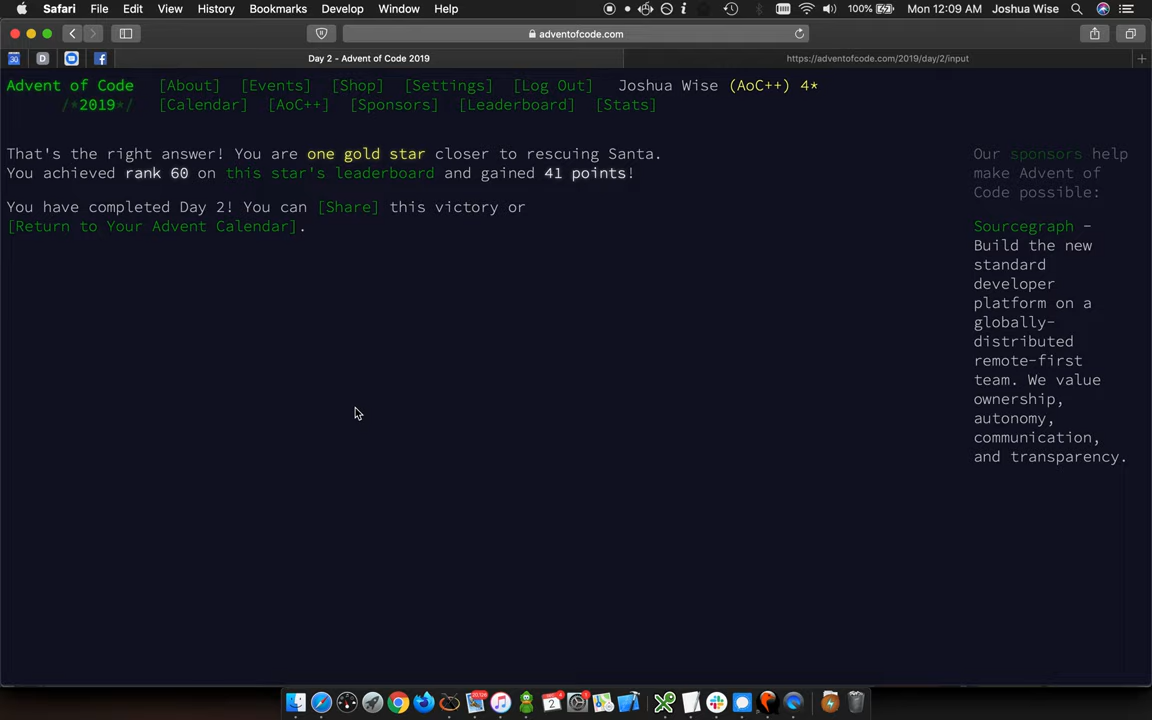 Safari File Edit View History Bookmarks Develop Window Help 100% Mon 12:09 AM Joshua Wise
adventofcode.com
Day 2 - Advent of Code 2019 https://adventofcode.com/2019/day/2/input
Advent of Code [About] [Events] [Shop] [Settings] [Log Out] Joshua Wise (AoC++) 4*
/*2019*/ [Calendar] [AoC++] [Sponsors] [Leaderboard] [Stats]
That's the right answer! You are one gold star closer to rescuing Santa.
You achieved rank 60 on this star's leaderboard and gained 41 points!
You have completed Day 2! You can [Share] this victory or
[Return to Your Advent Calendar].
Our sponsors help
make Advent of
Code possible:
Sourcegraph -
Build the new
standard
developer
platform on a
globally-
distributed
remote-first
team. We value
ownership,
autonomy,
communication,
and transparency.